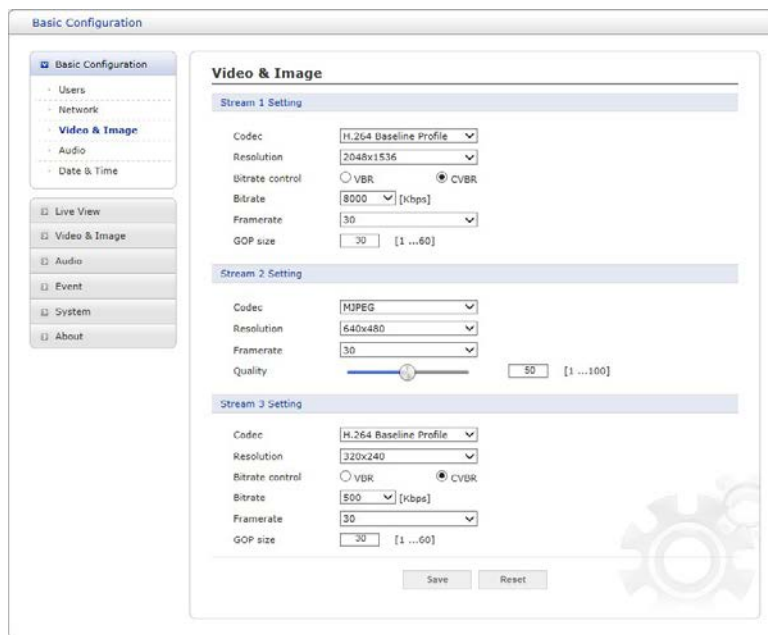 Basic Configuration
Basic Configuration
Users
Network
Video & Image
Audio
Date & Time
Live View
Video & Image
Audio
Event
System
About
Video & Image
Stream 1 Setting
Codec H.264 Baseline Profile
Resolution 2048x1536
Bitrate control VBR CVBR
Bitrate 8000 [Kbps]
Framerate 30
GOP size 30 [1 ...60]
Stream 2 Setting
Codec MJPEG
Resolution 640x480
Framerate 30
Quality 50 [1 ...100]
Stream 3 Setting
Codec H.264 Baseline Profile
Resolution 320x240
Bitrate control VBR CVBR
Bitrate 500 [Kbps]
Framerate 30
GOP size 30 [1 ...60]
Save Reset